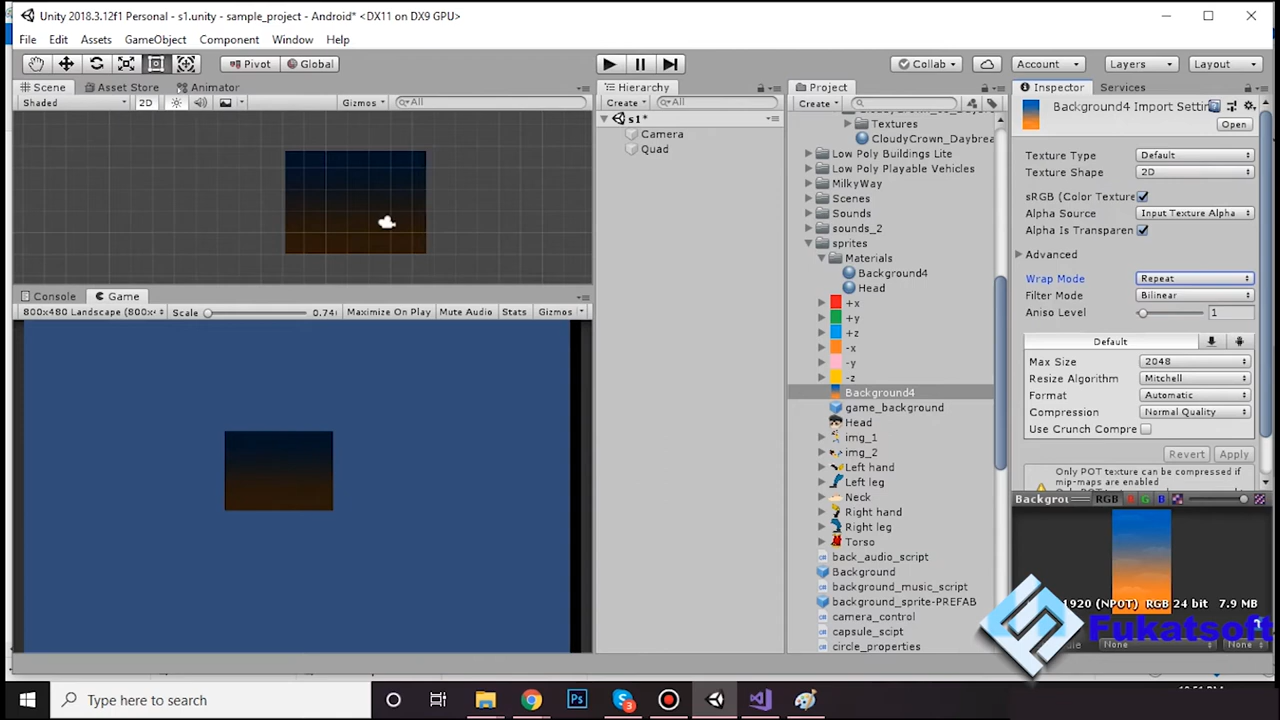 Unity 2018.3.12f1 Personal - s1.unity - sample_project - Android* <DX11 on DX9 GPU>
File Edit Assets GameObject Component Window Help
Pivot Global Collab Account Layers Layout
Scene Asset Store Animator
Shaded 2D Gizmos All
Hierarchy
Create All
s1*
Camera
Quad
Project
Create
Textures
CloudyCrown_Daybrea
Low Poly Buildings Lite
Low Poly Playable Vehicles
MilkyWay
Scenes
Sounds
sounds_2
sprites
Materials
Background4
Head
+x
+y
+z
-x
-y
-z
Background4
game_background
Head
img_1
img_2
Left hand
Left leg
Neck
Right hand
Right leg
Torso
back_audio_script
Background
background_music_script
background_sprite-PREFAB
camera_control
capsule_scipt
circle_properties
Console Game
800x480 Landscape (800x Scale 0.74 Maximize On Play Mute Audio Stats Gizmos
Inspector Services
Background4 Import Settin
Open
Texture Type Default
Texture Shape 2D
sRGB (Color Texture
Alpha Source Input Texture Alpha
Alpha Is Transparen
Advanced
Wrap Mode Repeat
Filter Mode Bilinear
Aniso Level 1
Default
Max Size 2048
Resize Algorithm Mitchell
Format Automatic
Compression Normal Quality
Use Crunch Compre
Revert Apply
Only POT texture can be compressed if
mip-maps are enabled
Backgrou RGB R G B
1920 (NPOT) RGB 24 bit 7.9 MB
Fukatsoft
None None
Type here to search